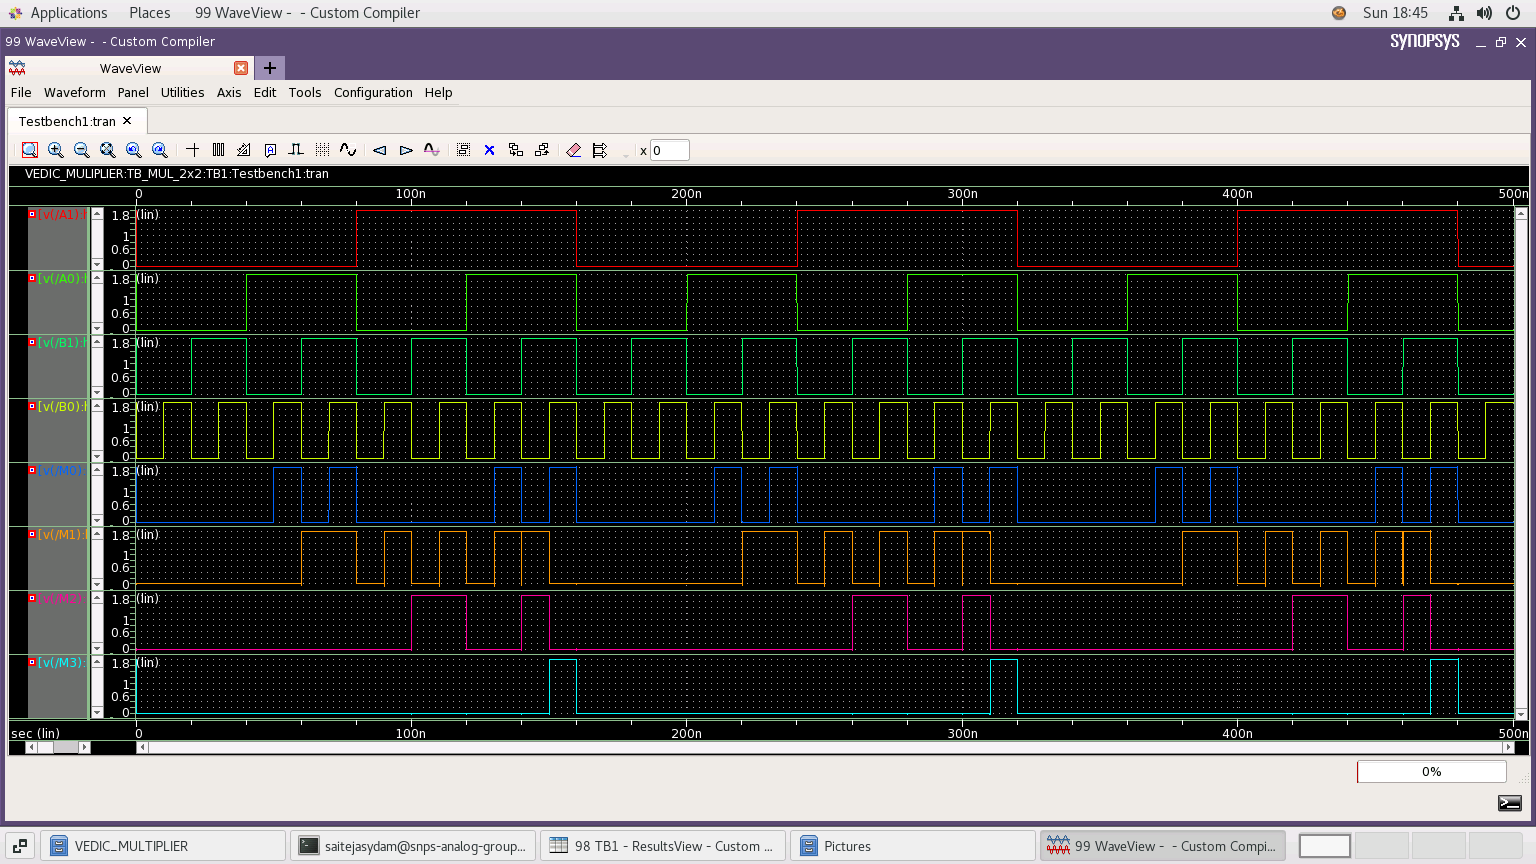 Applications Places 99 WaveView - - Custom Compiler Sun 18:45
99 WaveView - - Custom Compiler SYNOPSYS
WaveView
File Waveform Panel Utilities Axis Edit Tools Configuration Help
Testbench1:tran
x 0
VEDIC_MULIPLIER:TB_MUL_2x2:TB1:Testbench1:tran
0 100n 200n 300n 400n 500n
[v(/A1): 1.8 (lin)
1
0.6
0
[v(/A0): 1.8 (lin)
1
0.6
0
[v(/B1): 1.8 (lin)
1
0.6
0
[v(/B0): 1.8 (lin)
1
0.6
0
[v(/M0): 1.8 (lin)
1
0.6
0
[v(/M1): 1.8 (lin)
1
0.6
0
[v(/M2): 1.8 (lin)
1
0.6
0
[v(/M3): 1.8 (lin)
1
0.6
0
sec (lin) 0 100n 200n 300n 400n 500n
0%
VEDIC_MULTIPLIER saitejasydam@snps-analog-group... 98 TB1 - ResultsView - Custom ... Pictures 99 WaveView - - Custom Compi...